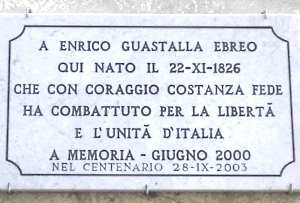 A ENRICO GUASTALLA EBREO
QUI NATO IL 22-XI-1826
CHE CON CORAGGIO COSTANZA FEDE
HA COMBATTUTO PER LA LIBERTÀ
E L'UNITÀ D'ITALIA
A MEMORIA - GIUGNO 2000
NEL CENTENARIO 28-IX-2003